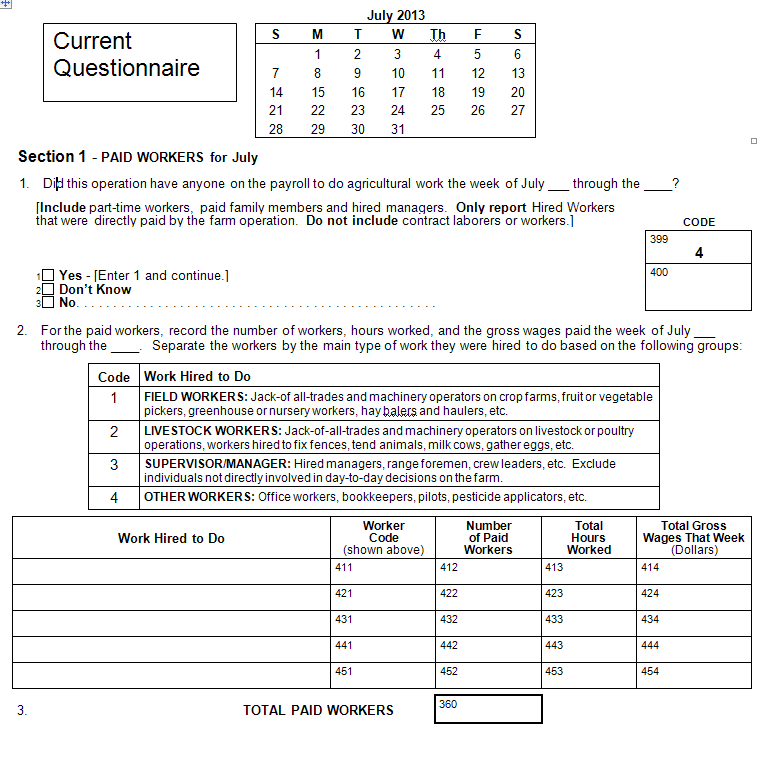 July 2013
Current
Questionnaire
S M T W Th F S
1 2 3 4 5 6
7 8 9 10 11 12 13
14 15 16 17 18 19 20
21 22 23 24 25 26 27
28 29 30 31
Section 1 - PAID WORKERS for July
1. Did this operation have anyone on the payroll to do agricultural work the week of July ___ through the ____?
[Include part-time workers, paid family members and hired managers. Only report Hired Workers
that were directly paid by the farm operation. Do not include contract laborers or workers.]
CODE
399
4
400
1 Yes - [Enter 1 and continue.]
2 Don't Know
3 No. . . . . . . . . . . . . . . . . . . . . . . . . . . . . . . . . . . . . . . . . . . . . . . . .
2. For the paid workers, record the number of workers, hours worked, and the gross wages paid the week of July ___
through the ____. Separate the workers by the main type of work they were hired to do based on the following groups:
Code Work Hired to Do
1 FIELD WORKERS: Jack-of all-trades and machinery operators on crop farms, fruit or vegetable
pickers, greenhouse or nursery workers, hay balers and haulers, etc.
2 LIVESTOCK WORKERS: Jack-of-all-trades and machinery operators on livestock or poultry
operations, workers hired to fix fences, tend animals, milk cows, gather eggs, etc.
3 SUPERVISOR/MANAGER: Hired managers, range foremen, crew leaders, etc. Exclude
individuals not directly involved in day-to-day decisions on the farm.
4 OTHER WORKERS: Office workers, bookkeepers, pilots, pesticide applicators, etc.
Work Hired to Do
Worker
Code
(shown above)
Number
of Paid
Workers
Total
Hours
Worked
Total Gross
Wages That Week
(Dollars)
411 412 413 414
421 422 423 424
431 432 433 434
441 442 443 444
451 452 453 454
3. TOTAL PAID WORKERS 360